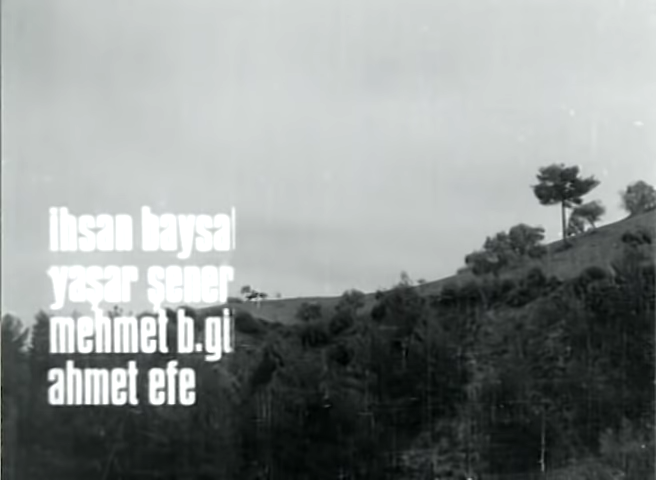 ihsan baysal
yaşar şener
mehmet b.gi
ahmet efe